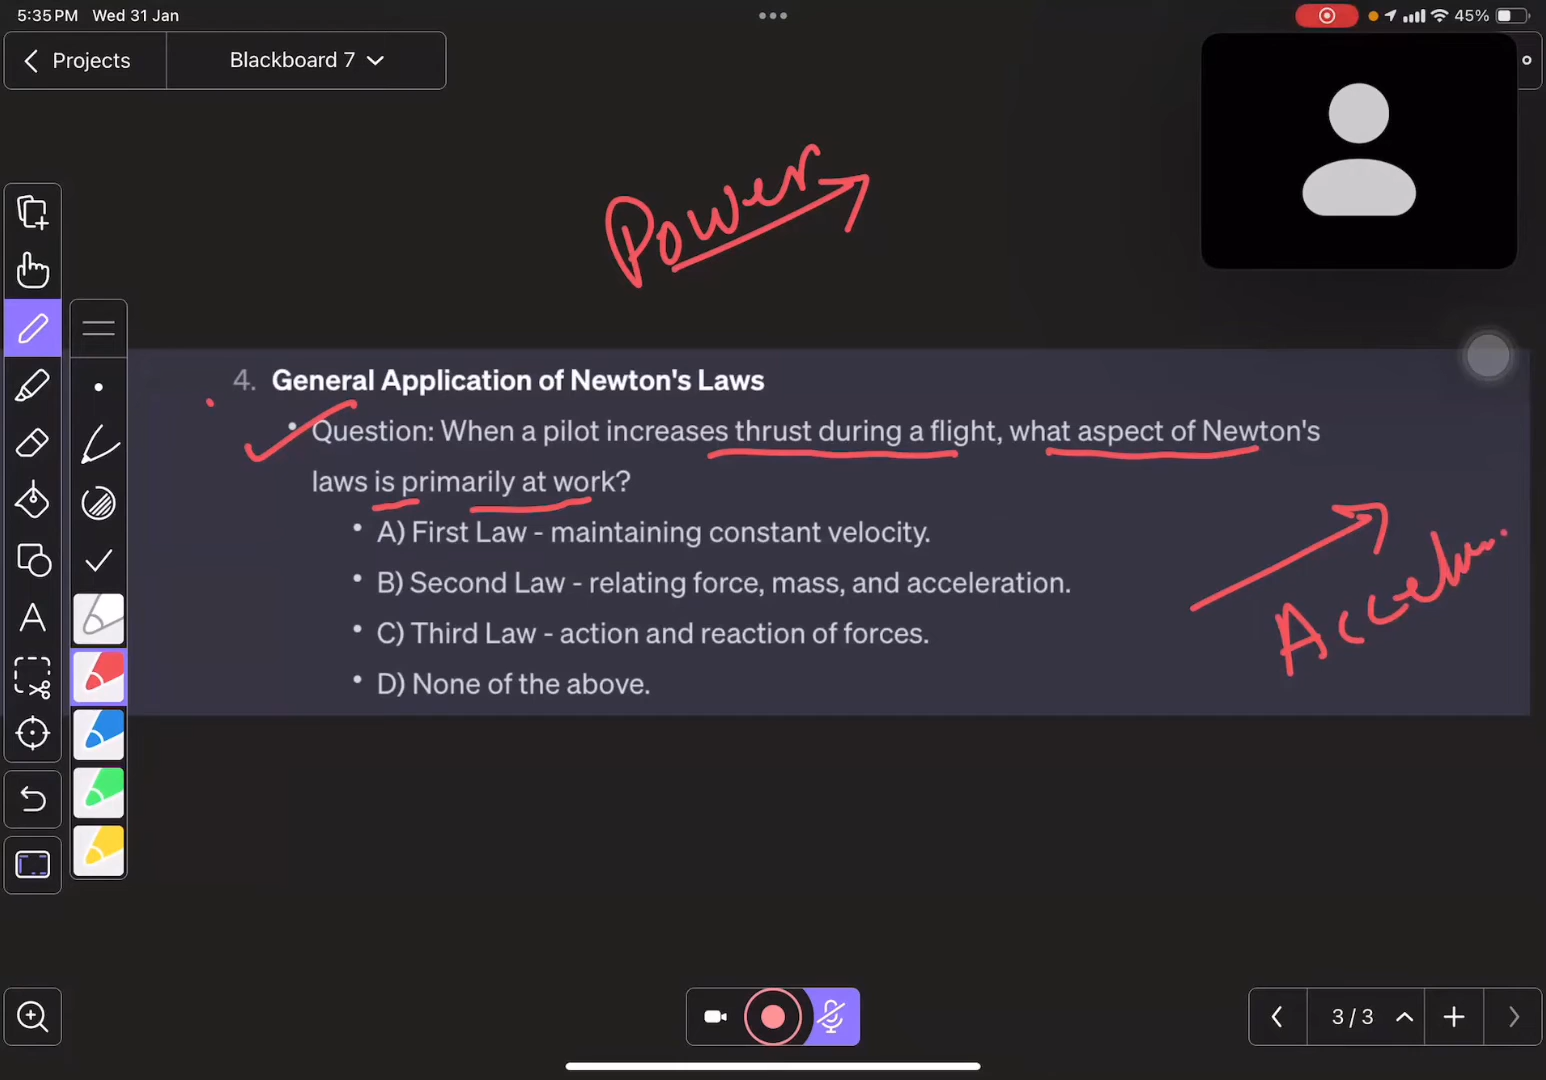 5:35 PM Wed 31 Jan
45%
Projects
Blackboard 7
Power
4. General Application of Newton's Laws
• Question: When a pilot increases thrust during a flight, what aspect of Newton's
laws is primarily at work?
• A) First Law - maintaining constant velocity.
• B) Second Law - relating force, mass, and acceleration.
• C) Third Law - action and reaction of forces.
• D) None of the above.
A
3 / 3